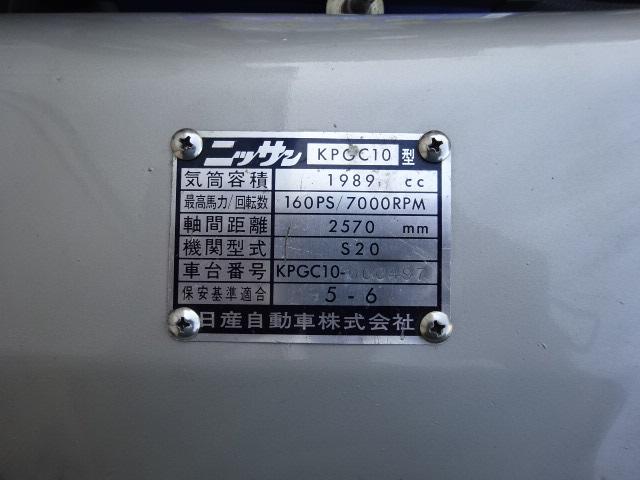 ニッサン KPGC10 型
気筒容積 1989 cc
最高馬力/回転数 160PS/7000RPM
軸間距離 2570 mm
機関型式 S20
車台番号 KPGC10-
保安基準適合 5-6
日産自動車株式会社